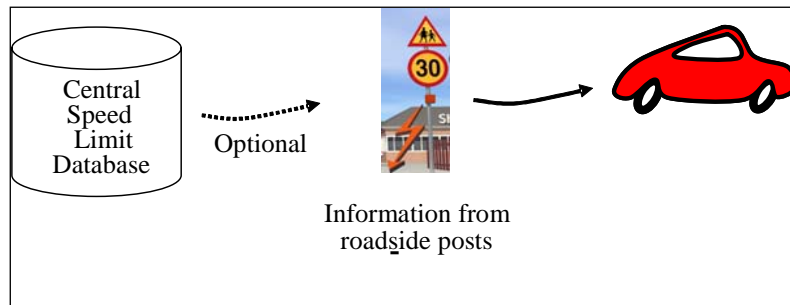 Central
Speed
Limit
Database
Optional
30
Information from
roadside posts